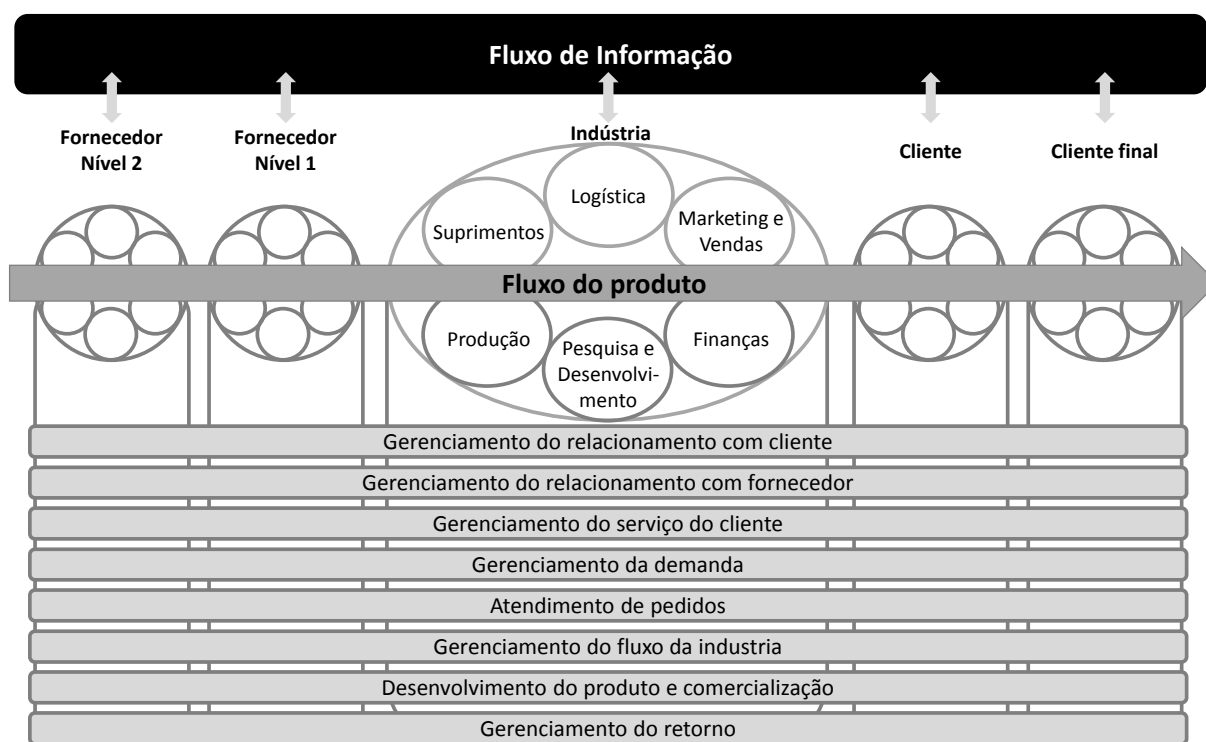 Fluxo de Informação
Fornecedor
Nível 2
Fornecedor
Nível 1
Indústria
Cliente
Cliente final
Logística
Suprimentos
Marketing e
Vendas
Fluxo do produto
Produção
Pesquisa e
Desenvolvi-
mento
Finanças
Gerenciamento do relacionamento com cliente
Gerenciamento do relacionamento com fornecedor
Gerenciamento do serviço do cliente
Gerenciamento da demanda
Atendimento de pedidos
Gerenciamento do fluxo da industria
Desenvolvimento do produto e comercialização
Gerenciamento do retorno